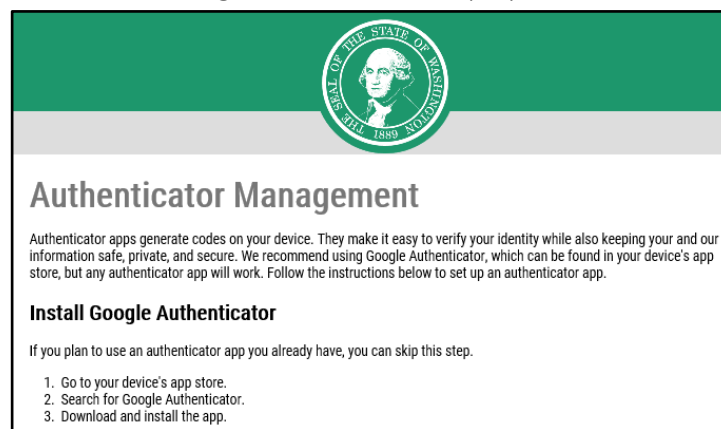 THE SEAL OF THE STATE OF WASHINGTON
1889
Authenticator Management
Authenticator apps generate codes on your device. They make it easy to verify your identity while also keeping your and our
information safe, private, and secure. We recommend using Google Authenticator, which can be found in your device's app
store, but any authenticator app will work. Follow the instructions below to set up an authenticator app.
Install Google Authenticator
If you plan to use an authenticator app you already have, you can skip this step.
1. Go to your device's app store.
2. Search for Google Authenticator.
3. Download and install the app.